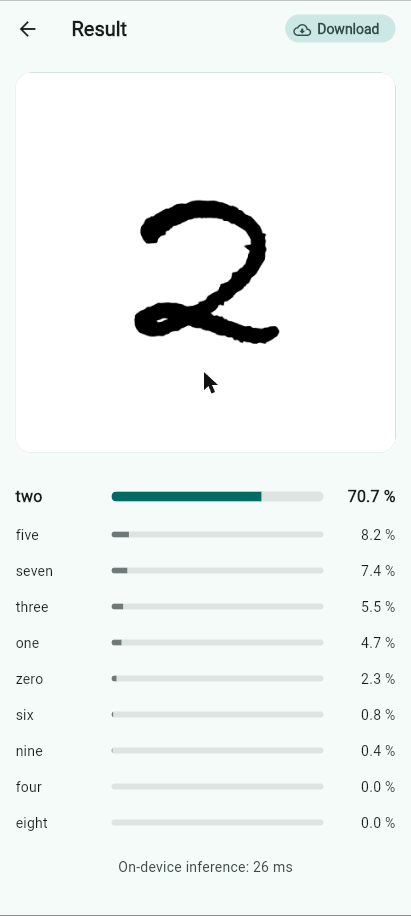 Result
Download
2
two 70.7 %
five 8.2 %
seven 7.4 %
three 5.5 %
one 4.7 %
zero 2.3 %
six 0.8 %
nine 0.4 %
four 0.0 %
eight 0.0 %
On-device inference: 26 ms